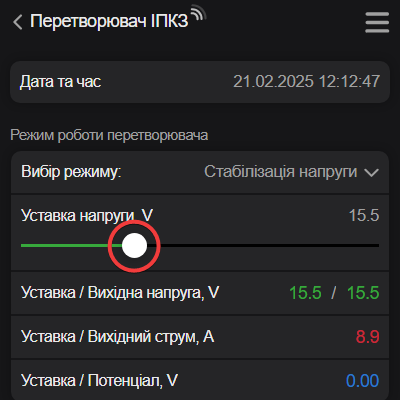 Перетворювач ІПКЗ
Дата та час 21.02.2025 12:12:47
Режим роботи перетворювача
Вибір режиму: Стабілізація напруги
Уставка напруги, V 15.5
Уставка / Вихідна напруга, V 15.5 / 15.5
Уставка / Вихідний струм, A 8.9
Уставка / Потенціал, V 0.00